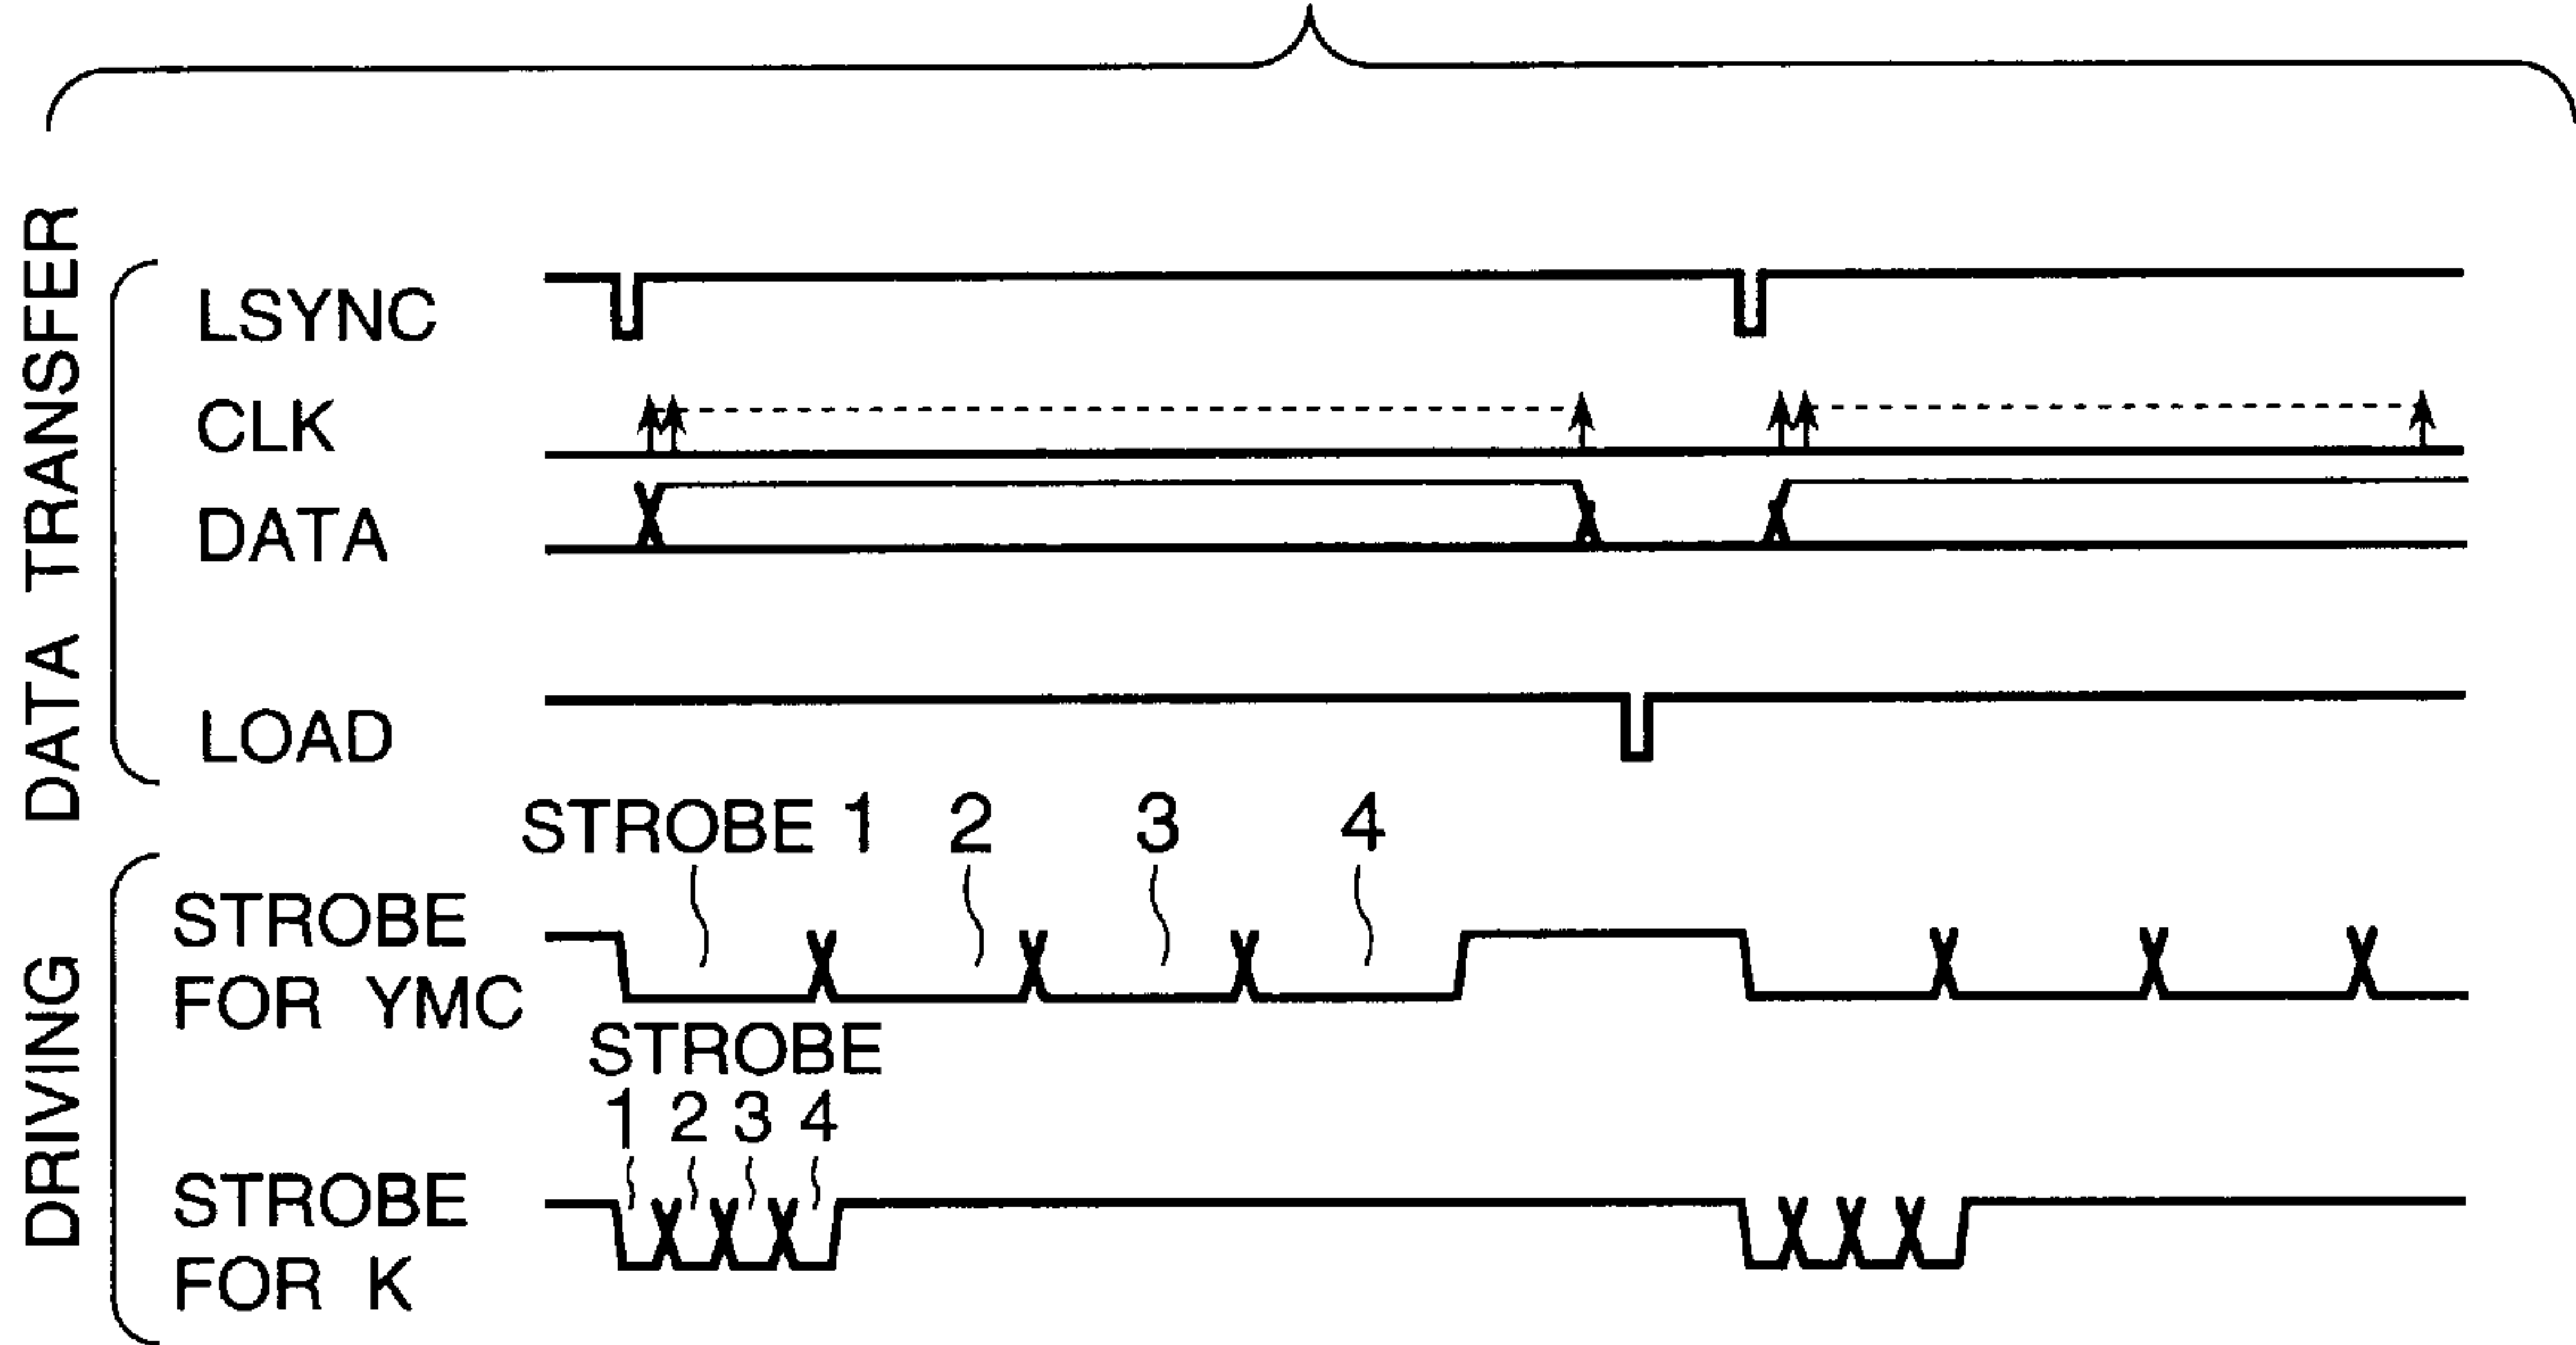 DATA TRANSFER
LSYNC
CLK
DATA
LOAD
STROBE 1 2 3 4
DRIVING
STROBE
FOR YMC
STROBE
1 2 3 4
STROBE
FOR K